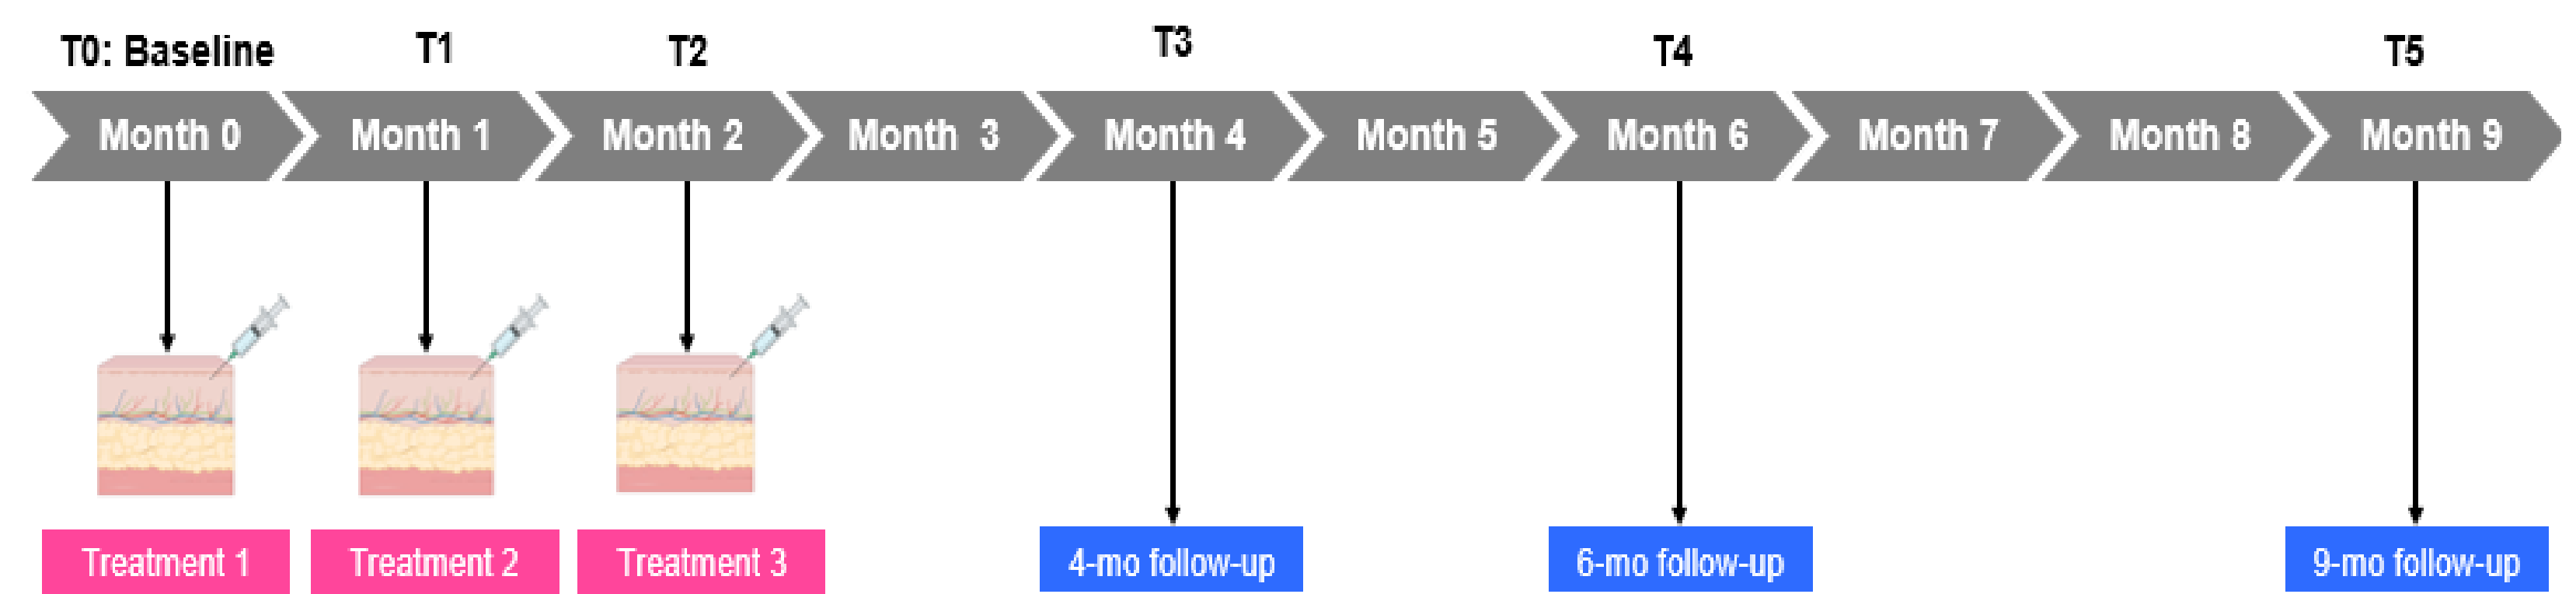 T0: Baseline
T1
T2
T3
T4
T5
Month 0
Month 1
Month 2
Month 3
Month 4
Month 5
Month 6
Month 7
Month 8
Month 9
Treatment 1
Treatment 2
Treatment 3
4-mo follow-up
6-mo follow-up
9-mo follow-up